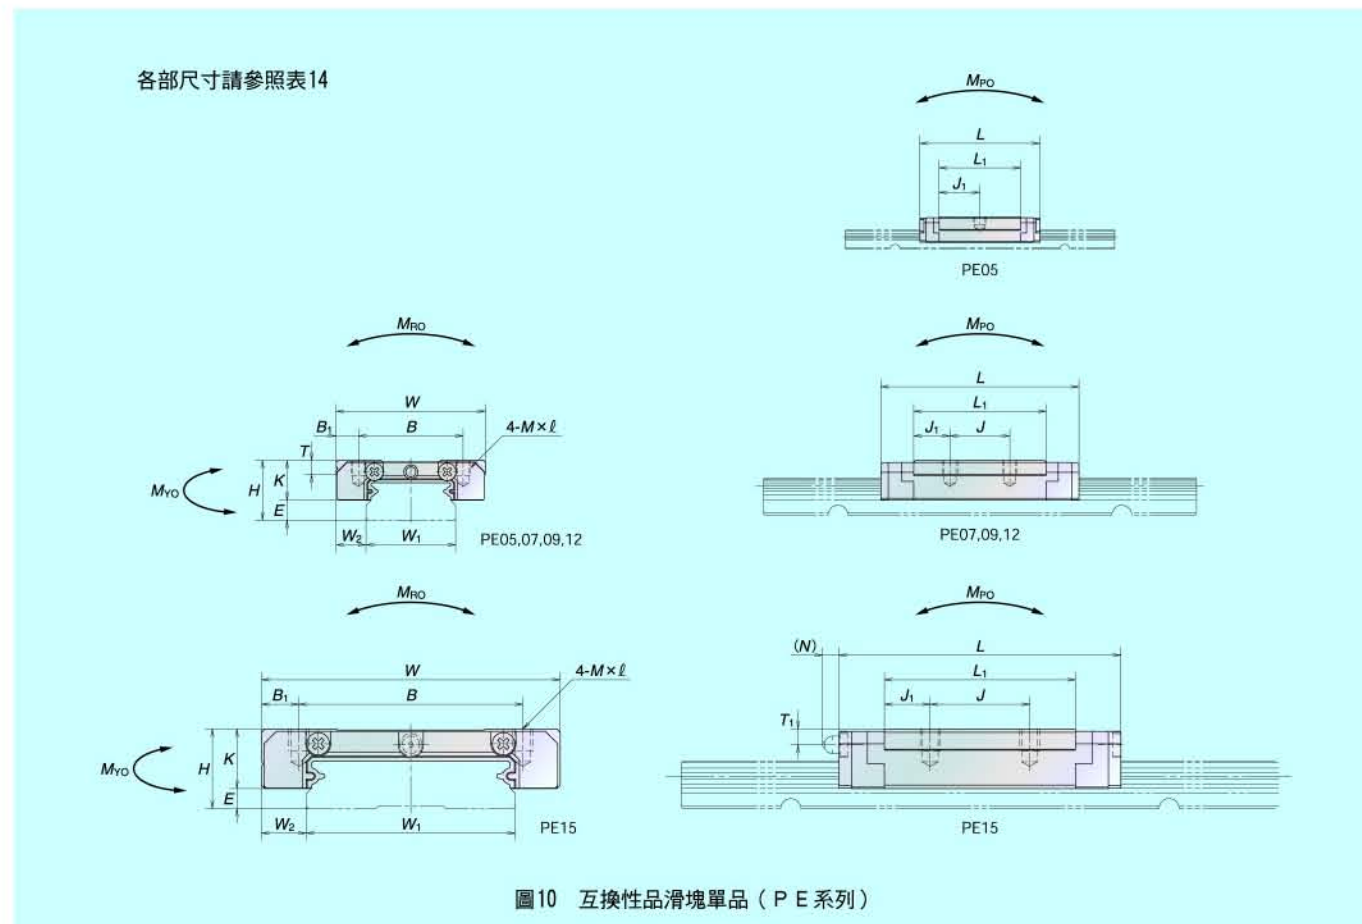 各部尺寸請參照表14
MPO
L
L1
J1
PE05
MRO
W
B1 B 4-M×ℓ
T
K
H
E
MYO
W2 W1
PE05,07,09,12
MPO
L
L1
J1 J
PE07,09,12
MRO
W 4-M×ℓ
B1 B
K
H
E
MYO
W2 W1
PE15
MPO
(N) L
L1
J1 J
T1
PE15
圖10 互換性品滑塊單品(PE系列)